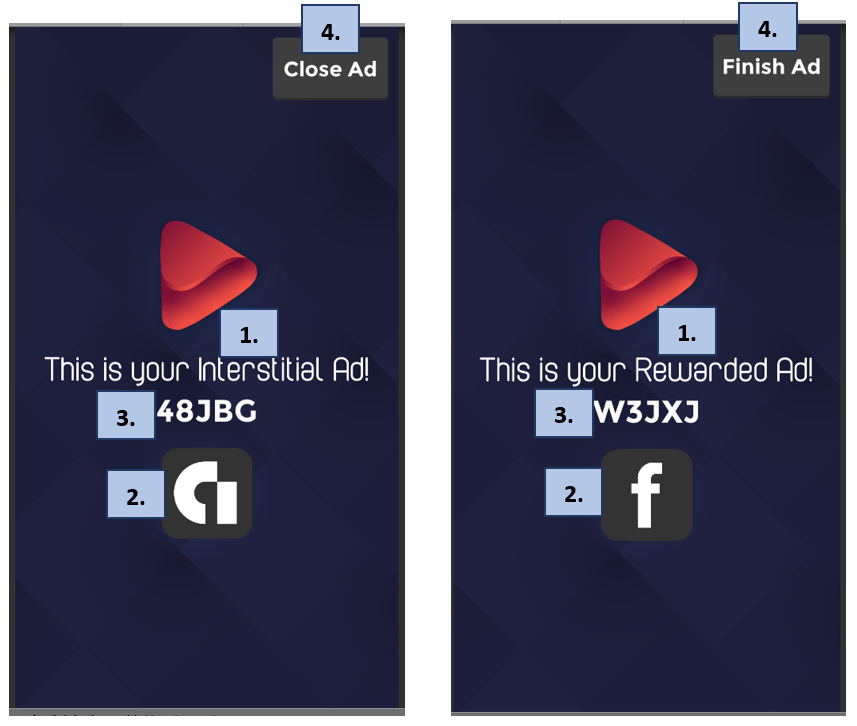 4.
Close Ad
1.
This is your Interstitial Ad!
3.
48JBG
2.
4.
Finish Ad
1.
This is your Rewarded Ad!
3.
W3JXJ
2.
f